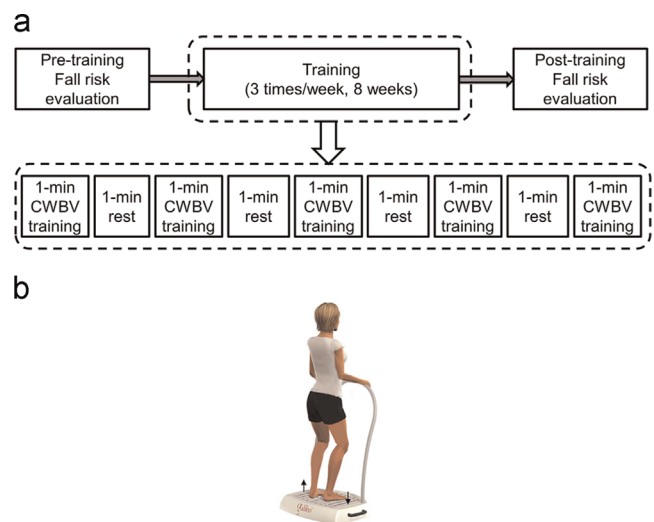 a
Pre-training
Fall risk
evaluation
Training
(3 times/week, 8 weeks)
Post-training
Fall risk
evaluation
1-min
CWBV
training
1-min
rest
1-min
CWBV
training
1-min
rest
1-min
CWBV
training
1-min
rest
1-min
CWBV
training
1-min
rest
1-min
CWBV
training
b